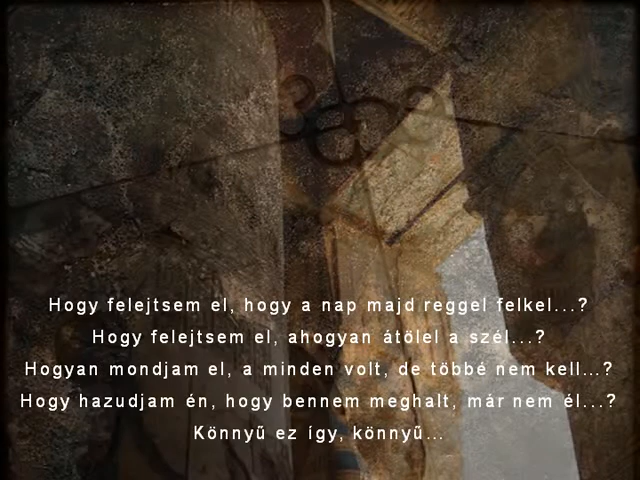 Hogy felejtsem el, hogy a nap majd reggel felkel...?
Hogy felejtsem el, ahogyan átölel a szél...?
Hogyan mondjam el, a minden volt, de többé nem kell...?
Hogy hazudjam én, hogy bennem meghalt, már nem él...?
Könnyű ez így, könnyű...